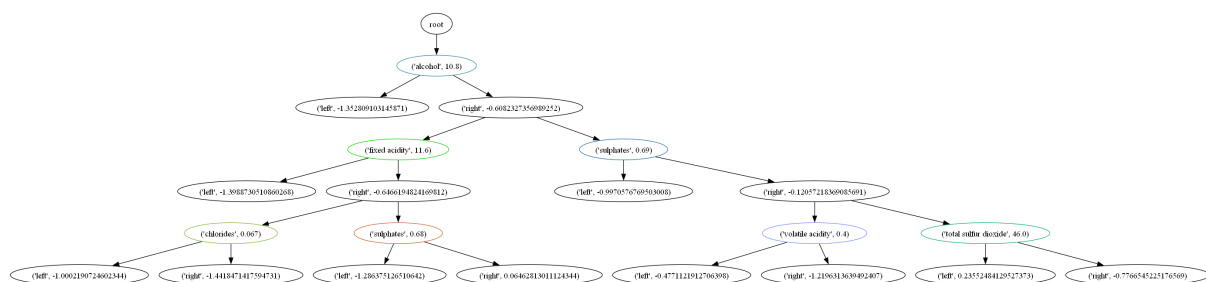 root
('alcohol', 10.8)
('left', -1.352809103145871)
('right', -0.6082327356989252)
('fixed acidity', 11.6)
('sulphates', 0.69)
('left', -1.3988730510860268)
('right', -0.6466194824169812)
('left', -0.9970576769503008)
('right', -0.12057218369085691)
('chlorides', 0.067)
('sulphates', 0.68)
('volatile acidity', 0.4)
('total sulfur dioxide', 46.0)
('left', -1.0002190724602344)
('right', -1.4418471417594731)
('left', -1.286375126510642)
('right', 0.06462813011124344)
('left', -0.4771121912706398)
('right', -1.2196313639492407)
('left', 0.23552484129527373)
('right', -0.7766545225176569)